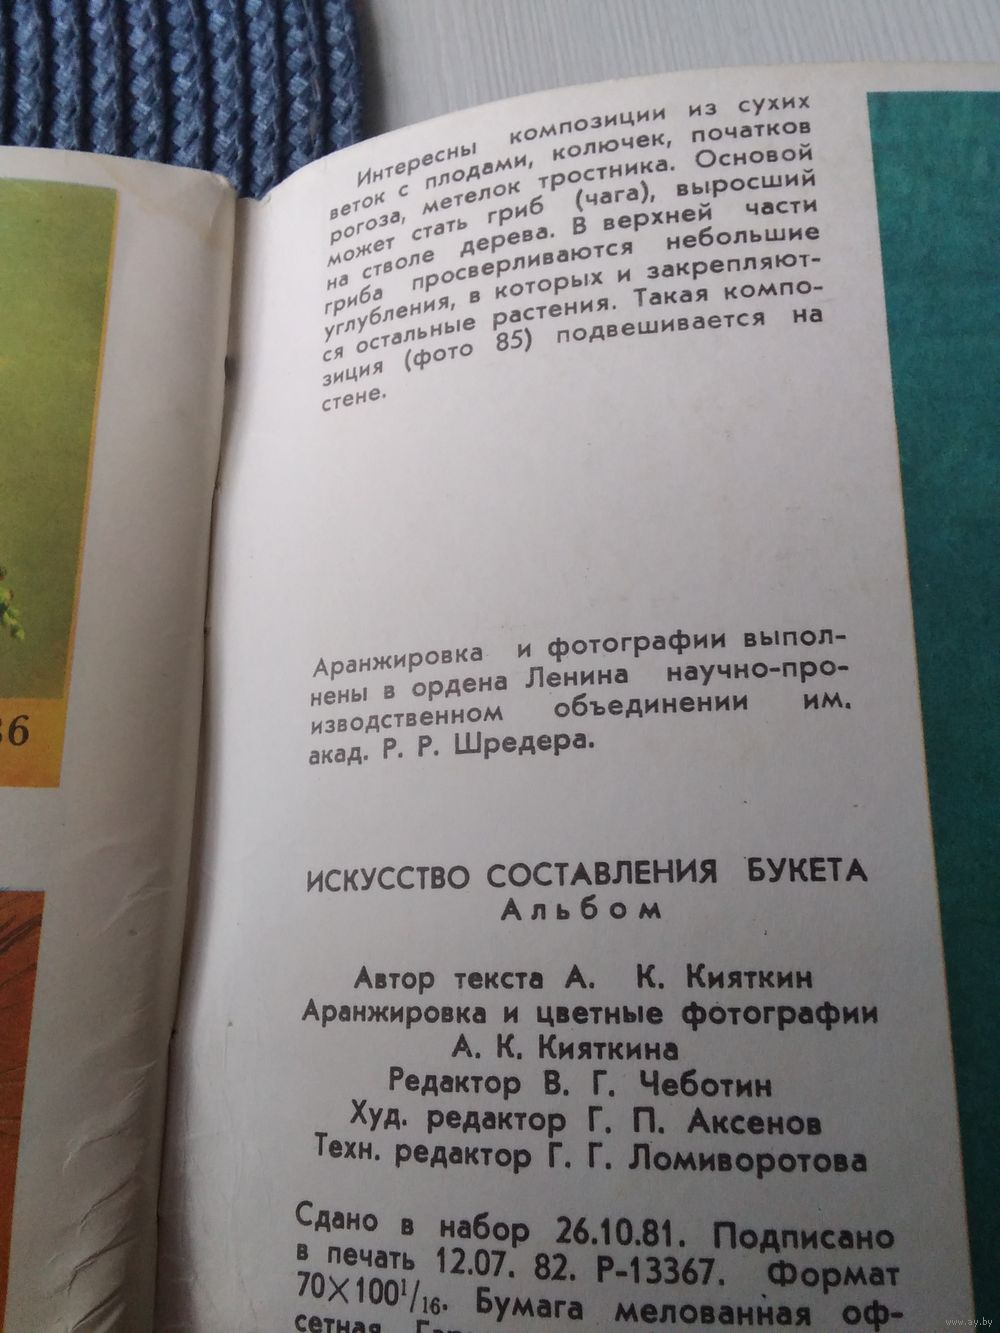 Интересны композиции из сухих
веток с плодами, колючек, початков
рогоза, метелок тростника. Основой
может стать гриб (чага), выросший
на стволе дерева. В верхней части
гриба просверливаются небольшие
углубления, в которых и закрепляют-
ся остальные растения. Такая компо-
зиция (фото 85) подвешивается на
стене.
Аранжировка и фотографии выпол-
нены в ордена Ленина научно-про-
изводственном объединении им.
акад. Р. Р. Шредера.
ИСКУССТВО СОСТАВЛЕНИЯ БУКЕТА
Альбом
Автор текста А. К. Кияткин
Аранжировка и цветные фотографии
А. К. Кияткина
Редактор В. Г. Чеботин
Худ. редактор Г. П. Аксенов
Техн. редактор Г. Г. Ломиворотова
Сдано в набор 26.10.81. Подписано
в печать 12.07. 82. Р-13367. Формат
70×100¹/₁₆. Бумага мелованная оф-
сетная.
www.ay.by